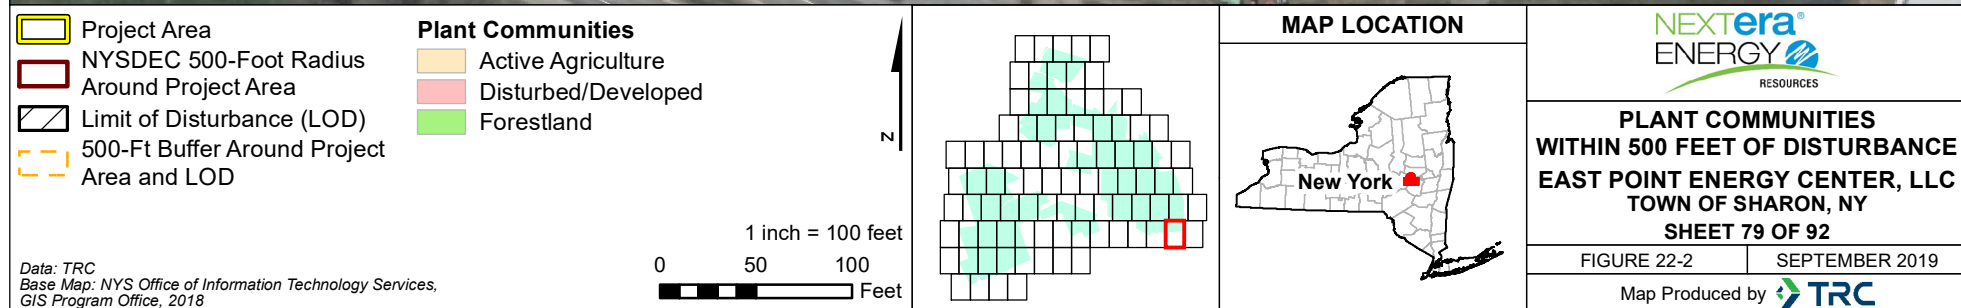 Project Area
NYSDEC 500-Foot Radius
Around Project Area
Limit of Disturbance (LOD)
500-Ft Buffer Around Project
Area and LOD
Data: TRC
Base Map: NYS Office of Information Technology Services,
GIS Program Office, 2018
Plant Communities
Active Agriculture
Disturbed/Developed
Forestland
N
1 inch = 100 feet
0 50 100
Feet
MAP LOCATION
New York
NEXTera®
ENERGY
RESOURCES
PLANT COMMUNITIES
WITHIN 500 FEET OF DISTURBANCE
EAST POINT ENERGY CENTER, LLC
TOWN OF SHARON, NY
SHEET 79 OF 92
FIGURE 22-2
SEPTEMBER 2019
Map Produced by TRC